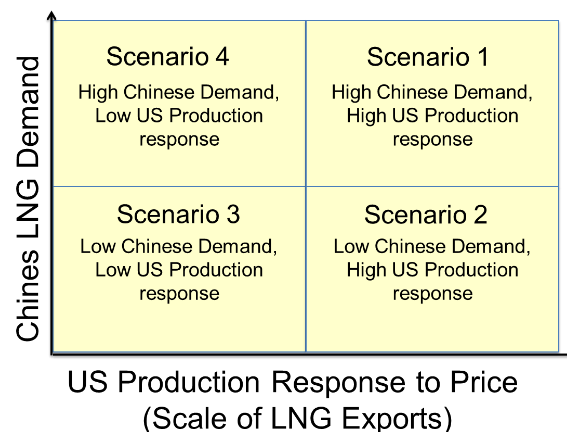 Chines LNG Demand
Scenario 4
High Chinese Demand,
Low US Production
response
Scenario 1
High Chinese Demand,
High US Production
response
Scenario 3
Low Chinese Demand,
Low US Production
response
Scenario 2
Low Chinese Demand,
High US Production
response
US Production Response to Price
(Scale of LNG Exports)